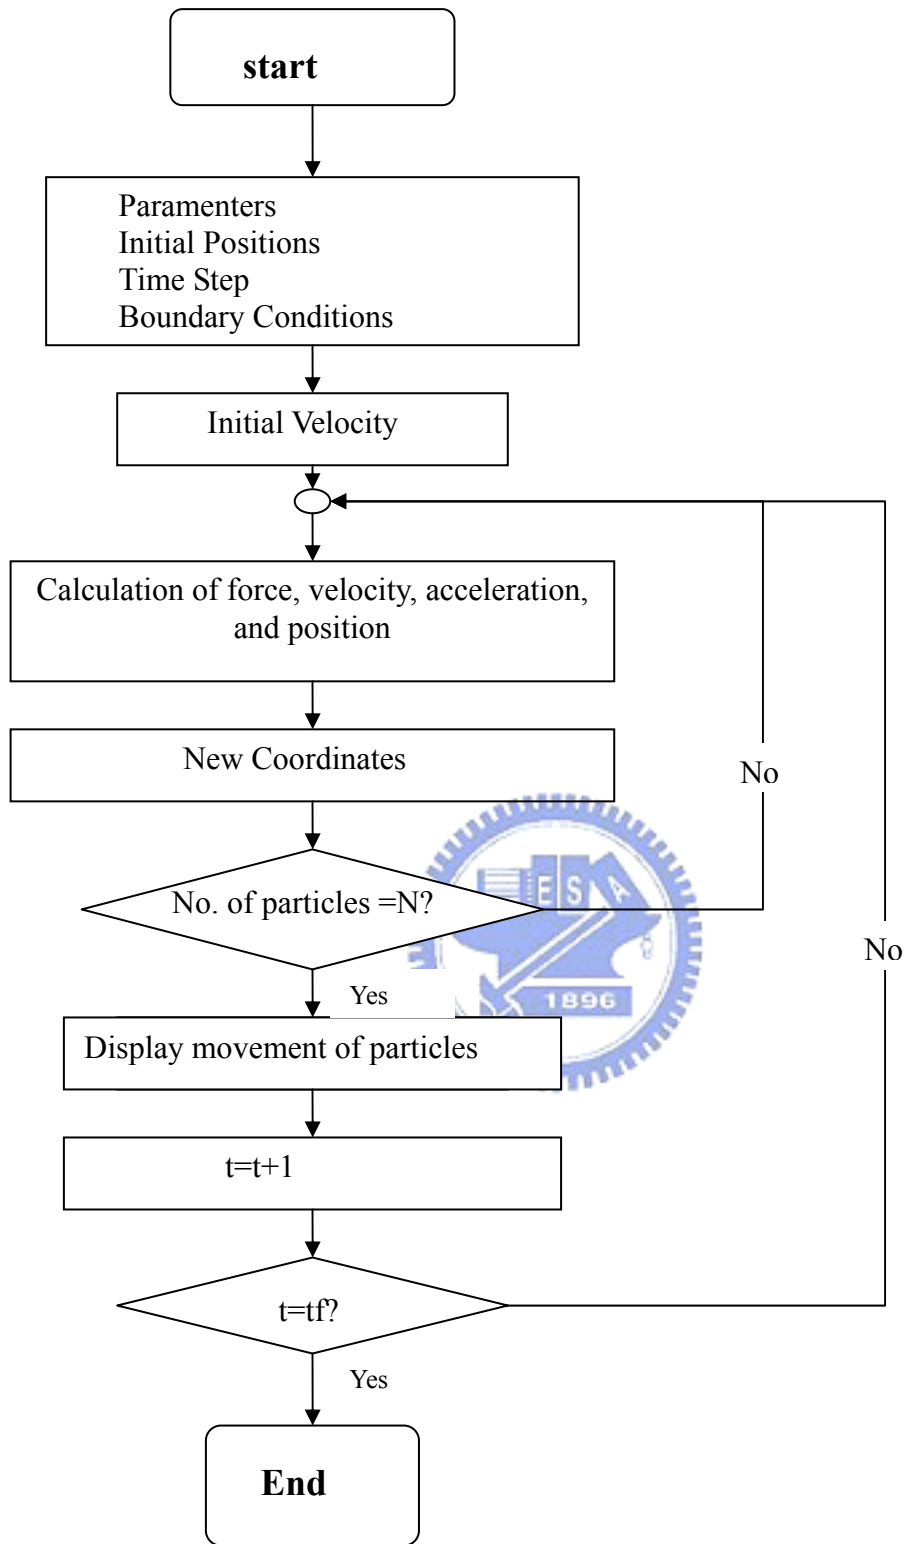 start
Paramenters
Initial Positions
Time Step
Boundary Conditions
Initial Velocity
Calculation of force, velocity, acceleration,
and position
New Coordinates
No
No. of particles =N?
ESA
No
1896
Yes
Display movement of particles
t=t+1
t=tf?
Yes
End